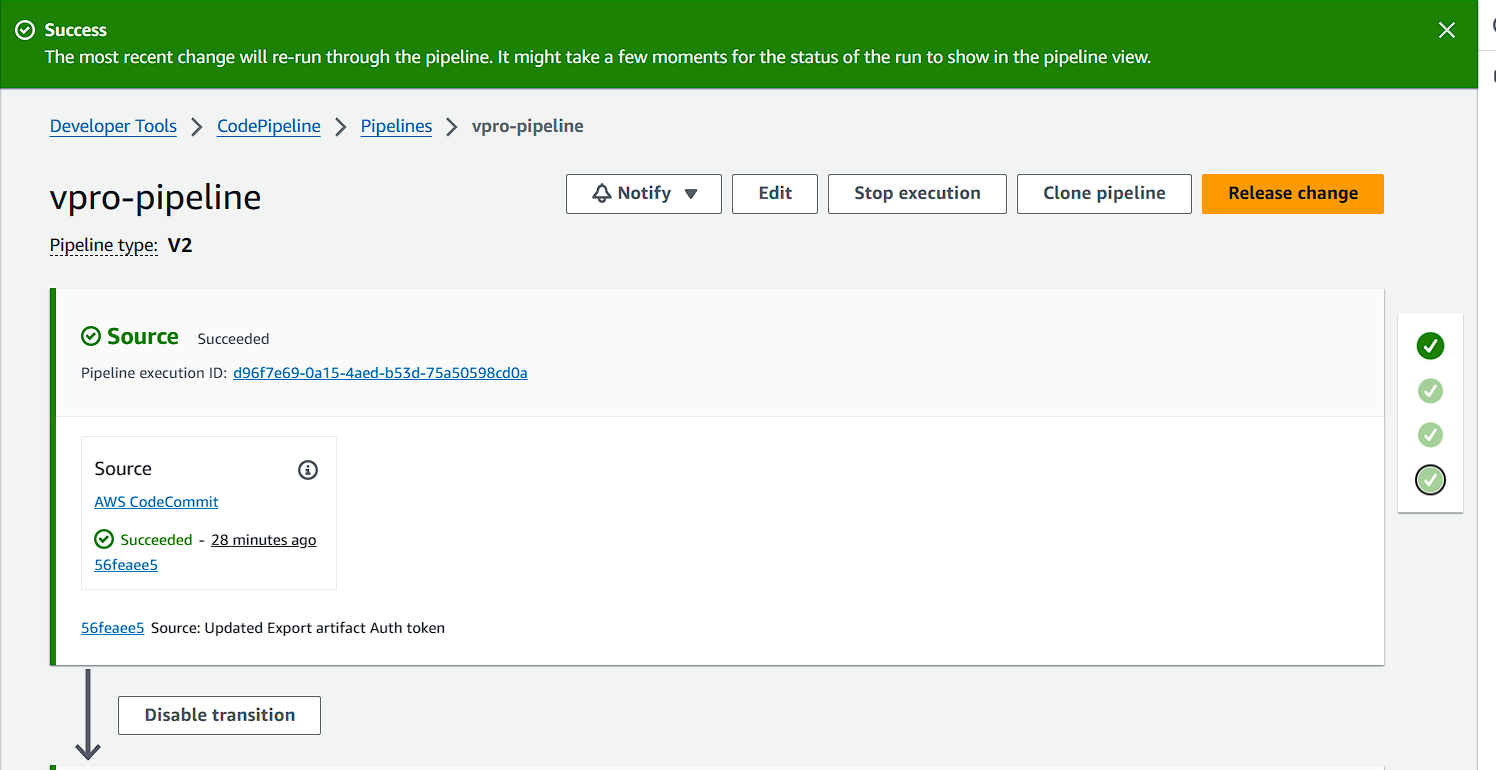 Success
The most recent change will re-run through the pipeline. It might take a few moments for the status of the run to show in the pipeline view.
Developer Tools > CodePipeline > Pipelines > vpro-pipeline
vpro-pipeline
Notify Edit Stop execution Clone pipeline Release change
Pipeline type: V2
Source Succeeded
Pipeline execution ID: d96f7e69-0a15-4aed-b53d-75a50598cd0a
Source
AWS CodeCommit
Succeeded - 28 minutes ago
56feaee5
56feaee5 Source: Updated Export artifact Auth token
Disable transition